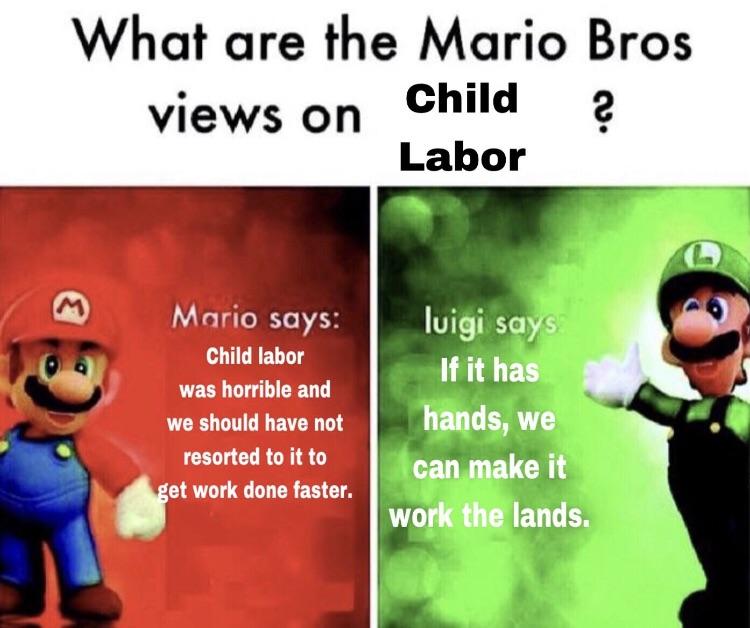 What are the Mario Bros
views on Child Labor ?
Mario says:
Child labor
was horrible and
we should have not
resorted to it to
get work done faster.
luigi says:
If it has
hands, we
can make it
work the lands.
M
L